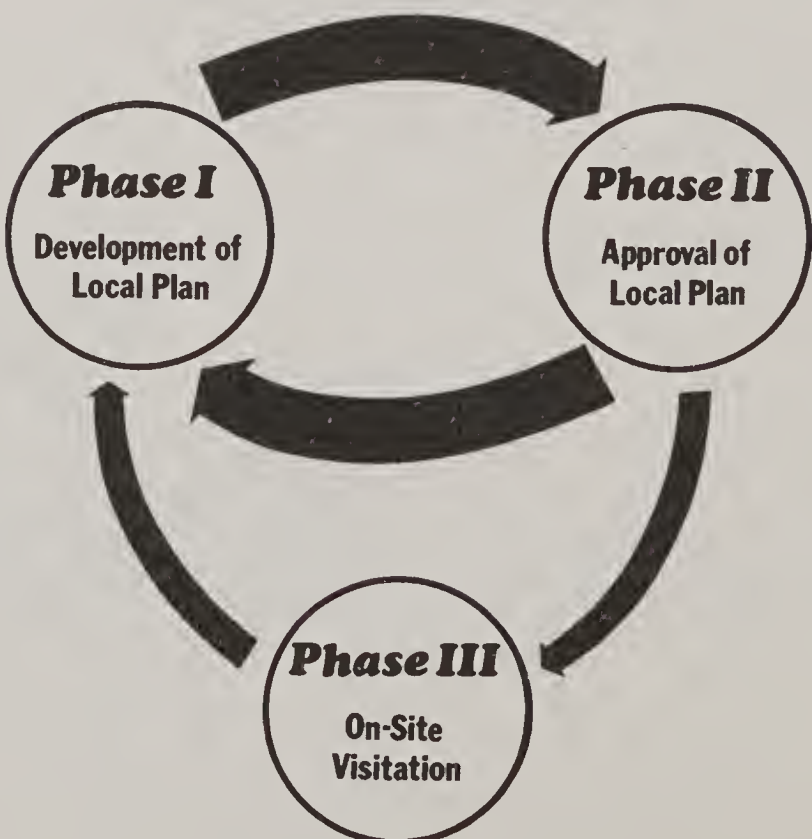 Phase I
Development of
Local Plan
Phase II
Approval of
Local Plan
Phase III
On-Site
Visitation